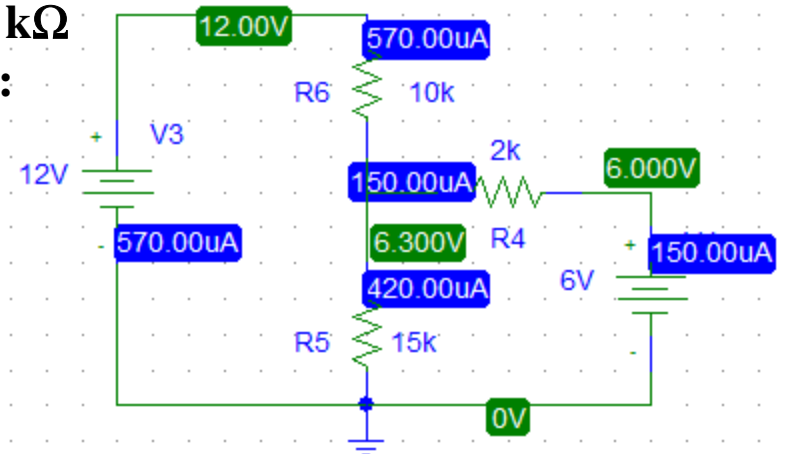 kΩ
:
12.00V
570.00uA
R6 10k
+ V3
12V
2k
6.000V
150.00uA
R4
- 570.00uA
6.300V
+ 150.00uA
6V
420.00uA
R5 15k
-
0V